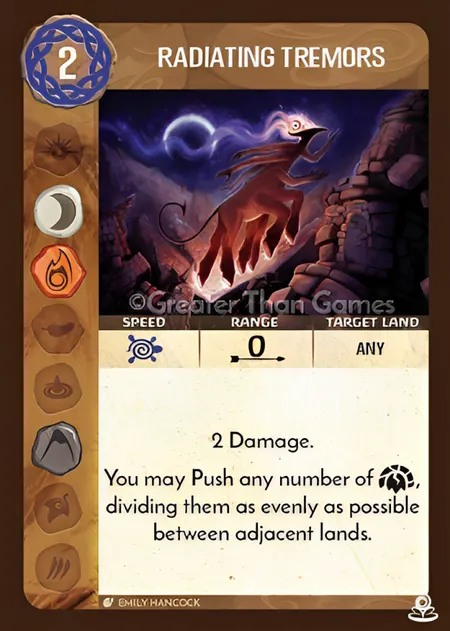 2
RADIATING TREMORS
©Greater Than Games
SPEED RANGE TARGET LAND
0 ANY
2 Damage.
You may Push any number of ,
dividing them as evenly as possible
between adjacent lands.
EMILY HANCOCK